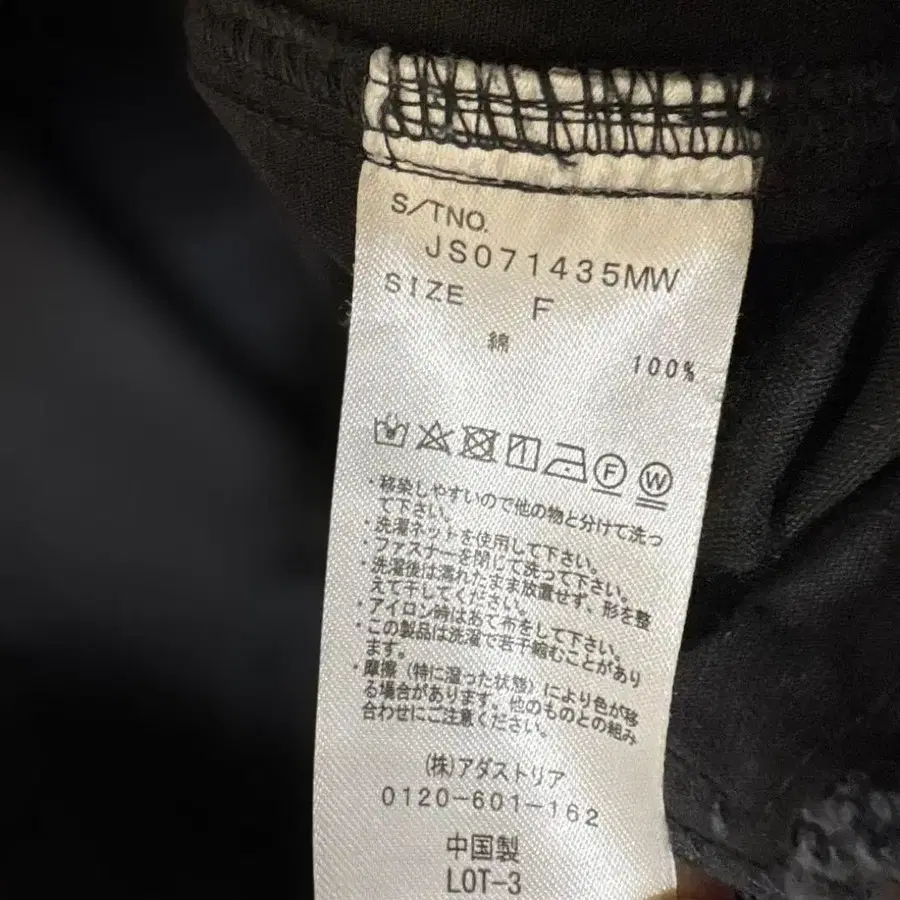 S/TNO.
JS071435MW
SIZE F
綿
100%
F W
・移染しやすいので他の物と分けて洗っ
て下さい。
・洗濯ネットを使用して下さい。
・ファスナーを閉じて洗って下さい。
・洗濯後は濡れたまま放置せず、形を整
えて干してください。
・アイロン時はあて布をして下さい。
・この製品は洗濯で若干縮むことがあり
ます。
・摩擦（特に湿った状態）により色が移
る場合があります。他のものとの組み
合わせにご注意ください。
(株)アダストリア
0120-601-162
中国製
LOT-3